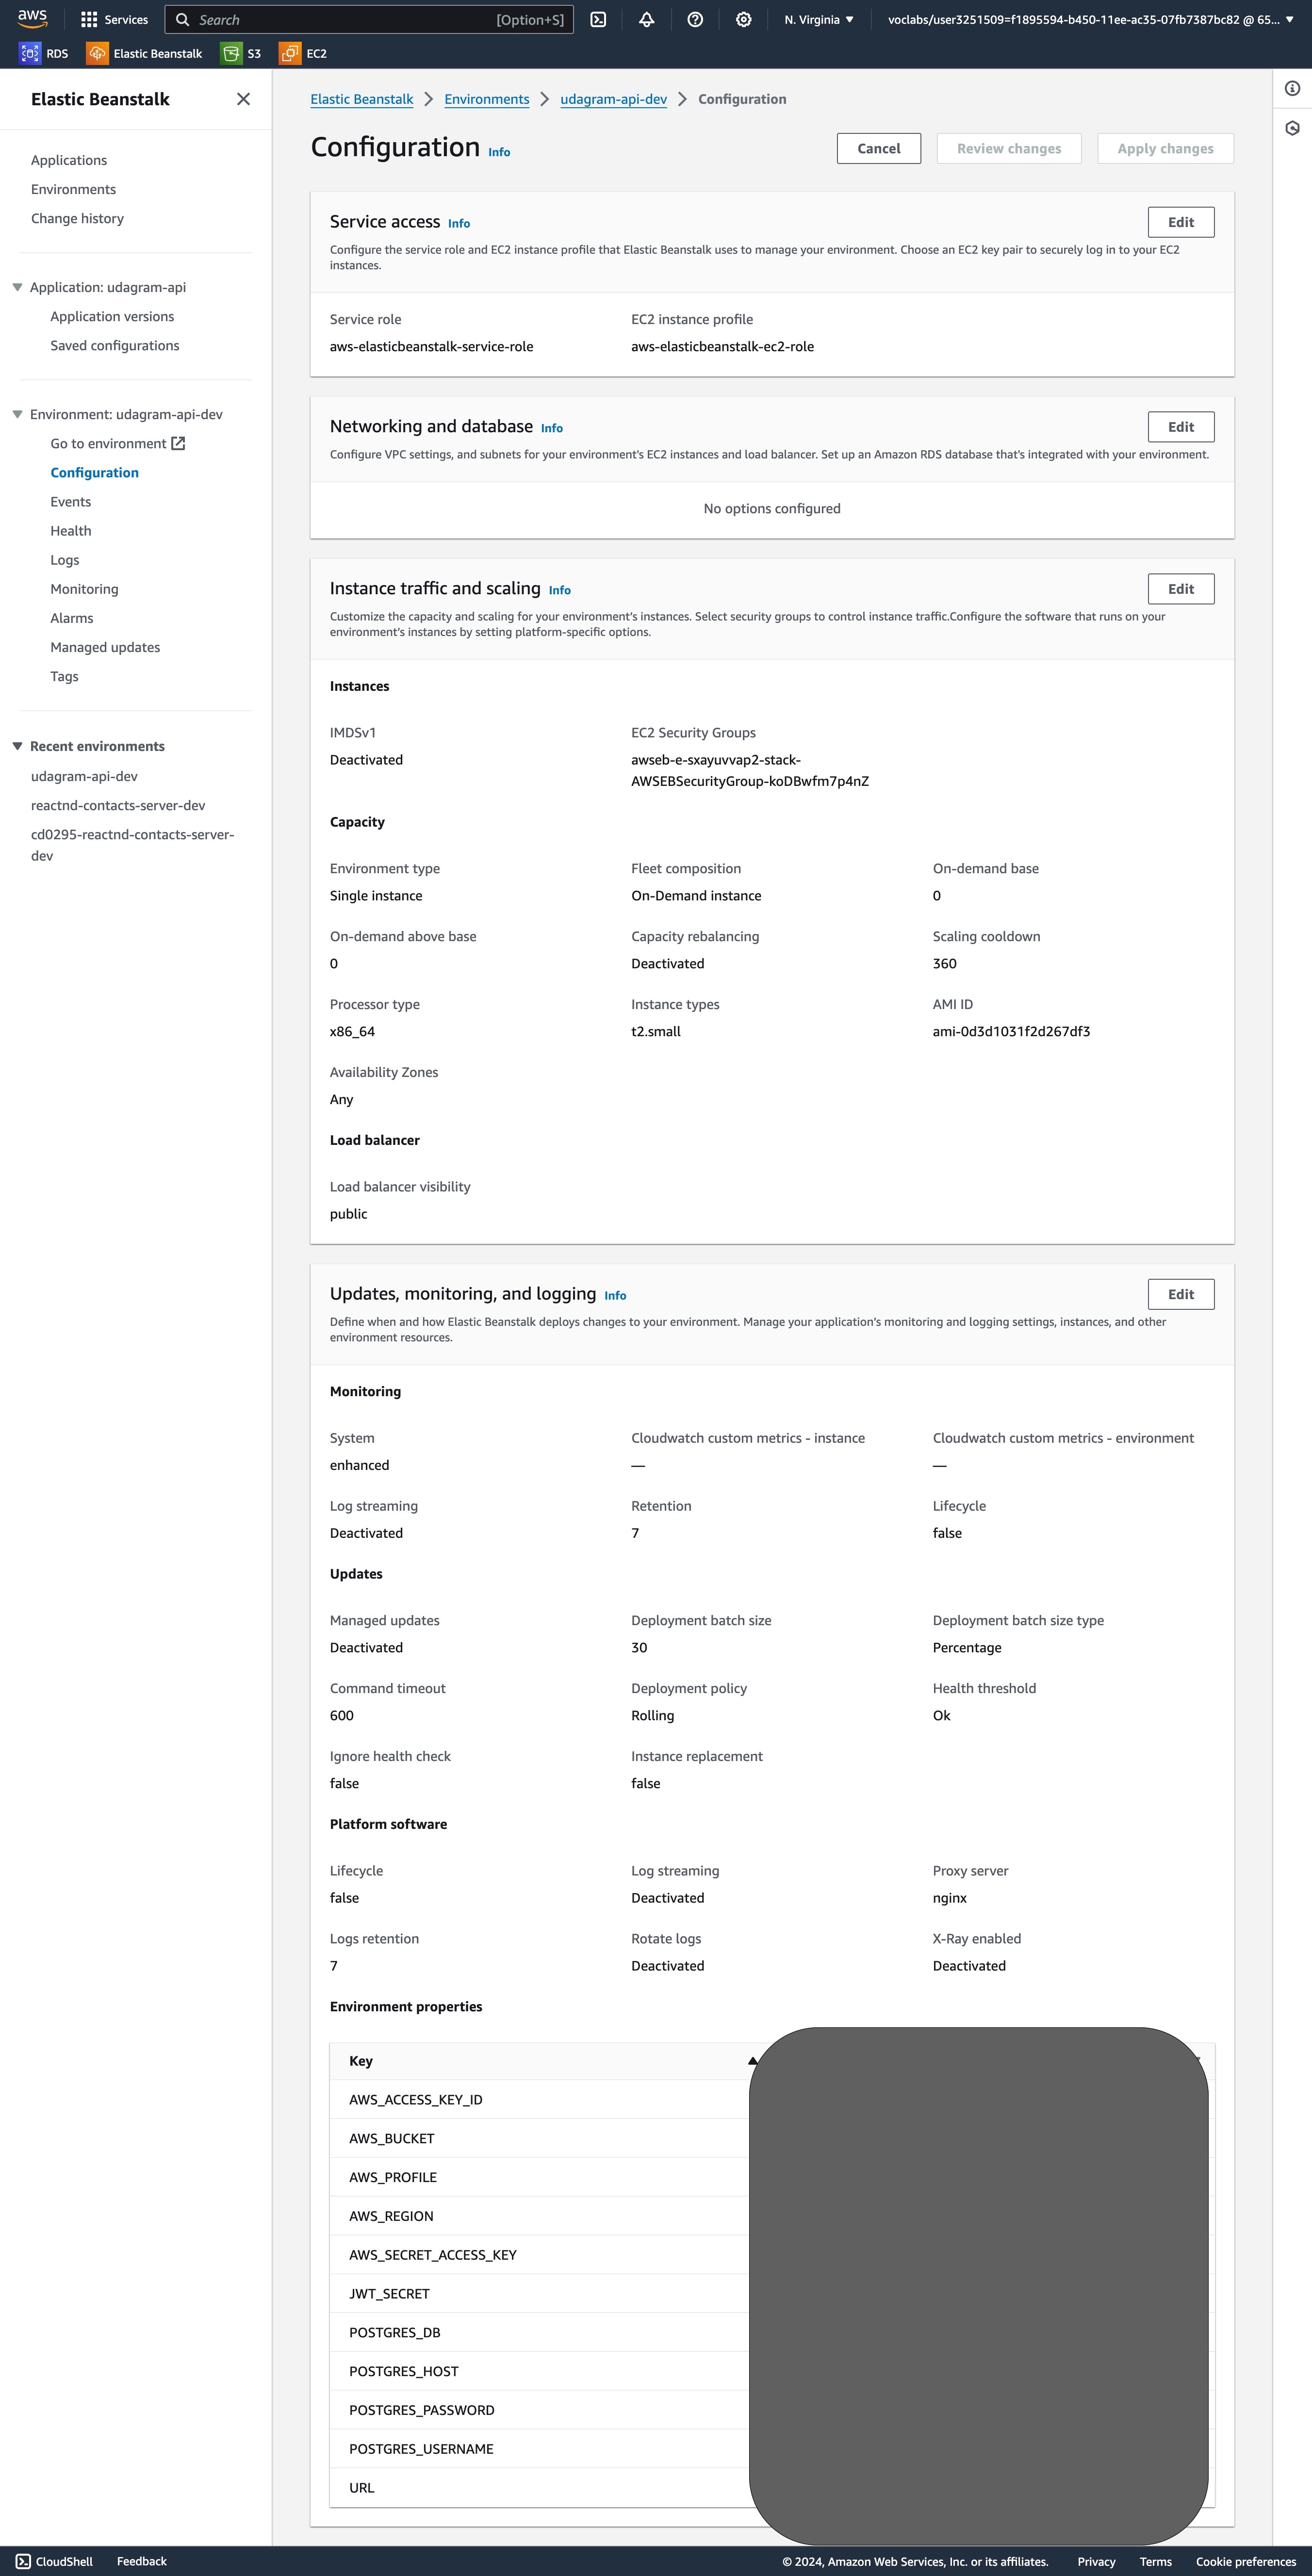 aws
Services
Search
[Option+S]
N. Virginia
voclabs/user3251509=f1895594-b450-11ee-ac35-07fb7387bc82 @ 65...
RDS
Elastic Beanstalk
S3
EC2
Elastic Beanstalk
Applications
Environments
Change history
Application: udagram-api
Application versions
Saved configurations
Environment: udagram-api-dev
Go to environment
Configuration
Events
Health
Logs
Monitoring
Alarms
Managed updates
Tags
Recent environments
udagram-api-dev
reactnd-contacts-server-dev
cd0295-reactnd-contacts-server-
dev
Elastic Beanstalk
Environments
udagram-api-dev
Configuration
Configuration Info
Cancel
Review changes
Apply changes
Service access Info
Edit
Configure the service role and EC2 instance profile that Elastic Beanstalk uses to manage your environment. Choose an EC2 key pair to securely log in to your EC2
instances.
Service role
EC2 instance profile
aws-elasticbeanstalk-service-role
aws-elasticbeanstalk-ec2-role
Networking and database Info
Edit
Configure VPC settings, and subnets for your environment's EC2 instances and load balancer. Set up an Amazon RDS database that's integrated with your environment.
No options configured
Instance traffic and scaling Info
Edit
Customize the capacity and scaling for your environment's instances. Select security groups to control instance traffic.Configure the software that runs on your
environment's instances by setting platform-specific options.
Instances
IMDSv1
EC2 Security Groups
Deactivated
awseb-e-sxayuvvap2-stack-
AWSEBSecurityGroup-koDBwfm7p4nZ
Capacity
Environment type
Fleet composition
On-demand base
Single instance
On-Demand instance
0
On-demand above base
Capacity rebalancing
Scaling cooldown
0
Deactivated
360
Processor type
Instance types
AMI ID
x86_64
t2.small
ami-0d3d1031f2d267df3
Availability Zones
Any
Load balancer
Load balancer visibility
public
Updates, monitoring, and logging Info
Edit
Define when and how Elastic Beanstalk deploys changes to your environment. Manage your application's monitoring and logging settings, instances, and other
environment resources.
Monitoring
System
Cloudwatch custom metrics - instance
Cloudwatch custom metrics - environment
enhanced
—
—
Log streaming
Retention
Lifecycle
Deactivated
7
false
Updates
Managed updates
Deployment batch size
Deployment batch size type
Deactivated
30
Percentage
Command timeout
Deployment policy
Health threshold
600
Rolling
Ok
Ignore health check
Instance replacement
false
false
Platform software
Lifecycle
Log streaming
Proxy server
false
Deactivated
nginx
Logs retention
Rotate logs
X-Ray enabled
7
Deactivated
Deactivated
Environment properties
Key
AWS_ACCESS_KEY_ID
AWS_BUCKET
AWS_PROFILE
AWS_REGION
AWS_SECRET_ACCESS_KEY
JWT_SECRET
POSTGRES_DB
POSTGRES_HOST
POSTGRES_PASSWORD
POSTGRES_USERNAME
URL
CloudShell
Feedback
© 2024, Amazon Web Services, Inc. or its affiliates.
Privacy
Terms
Cookie preferences